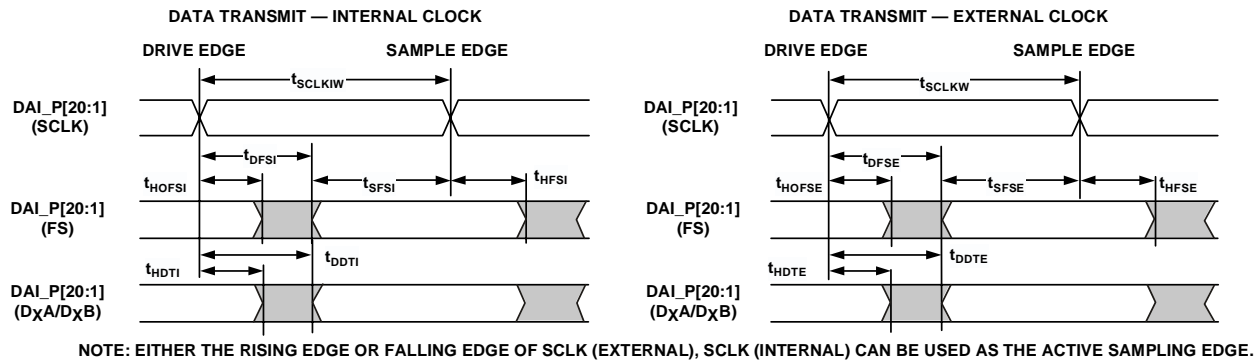 DATA TRANSMIT — INTERNAL CLOCK
DRIVE EDGE
SAMPLE EDGE
tSCLKIW
DAI_P[20:1]
(SCLK)
tDFSI
tHOFSI
tSFSI
tHFSI
DAI_P[20:1]
(FS)
tDDTI
tHDTI
DAI_P[20:1]
(DXA/DXB)
DATA TRANSMIT — EXTERNAL CLOCK
DRIVE EDGE
SAMPLE EDGE
tSCLKW
DAI_P[20:1]
(SCLK)
tDFSE
tHOFSE
tSFSE
tHFSE
DAI_P[20:1]
(FS)
tDDTE
tHDTE
DAI_P[20:1]
(DXA/DXB)
NOTE: EITHER THE RISING EDGE OR FALLING EDGE OF SCLK (EXTERNAL), SCLK (INTERNAL) CAN BE USED AS THE ACTIVE SAMPLING EDGE.